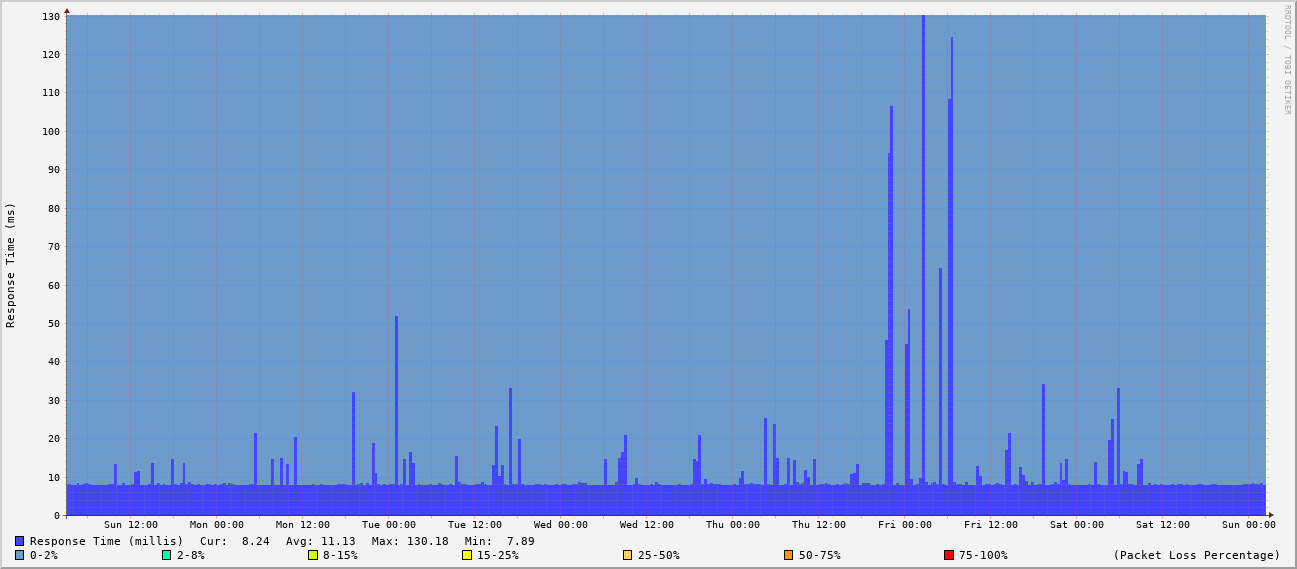 RRDTOOL / TOBI OETIKER
Response Time (ms)
130
120
110
100
90
80
70
60
50
40
30
20
10
0
Sun 12:00 Mon 00:00 Mon 12:00 Tue 00:00 Tue 12:00 Wed 00:00 Wed 12:00 Thu 00:00 Thu 12:00 Fri 00:00 Fri 12:00 Sat 00:00 Sat 12:00 Sun 00:00
Response Time (millis) Cur: 8.24 Avg: 11.13 Max: 130.18 Min: 7.89
0-2% 2-8% 8-15% 15-25% 25-50% 50-75% 75-100% (Packet Loss Percentage)